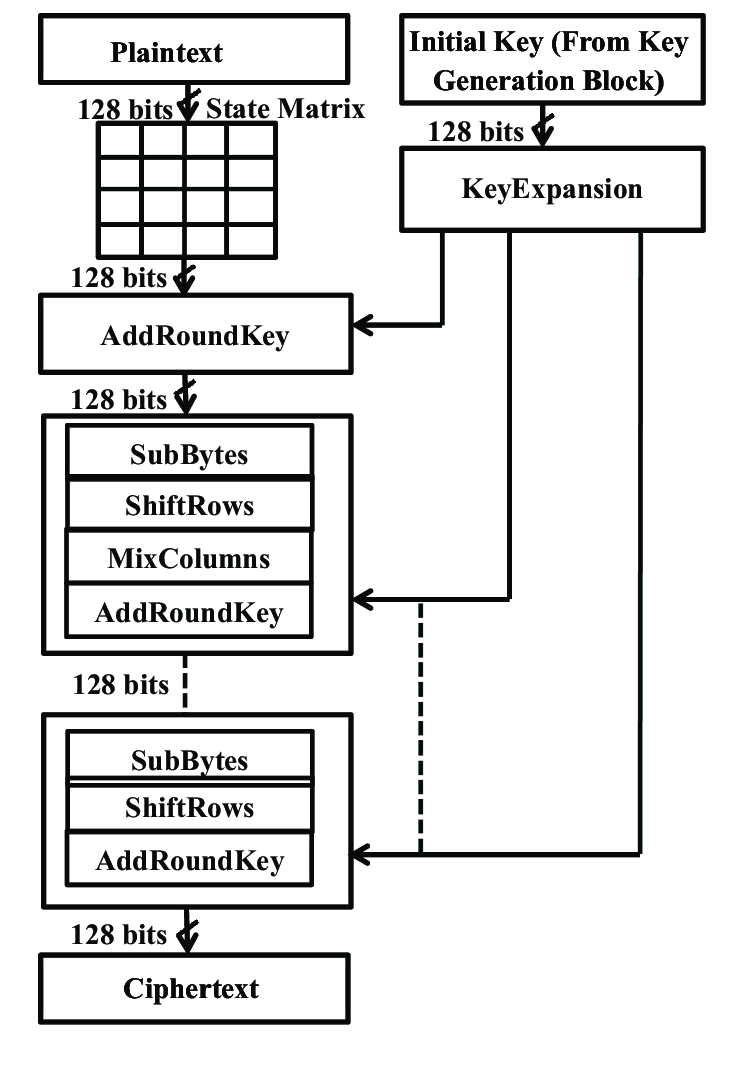 Plaintext
Initial Key (From Key
Generation Block)
128 bits
State Matrix
128 bits
KeyExpansion
128 bits
AddRoundKey
128 bits
SubBytes
ShiftRows
MixColumns
AddRoundKey
128 bits
SubBytes
ShiftRows
AddRoundKey
128 bits
Ciphertext